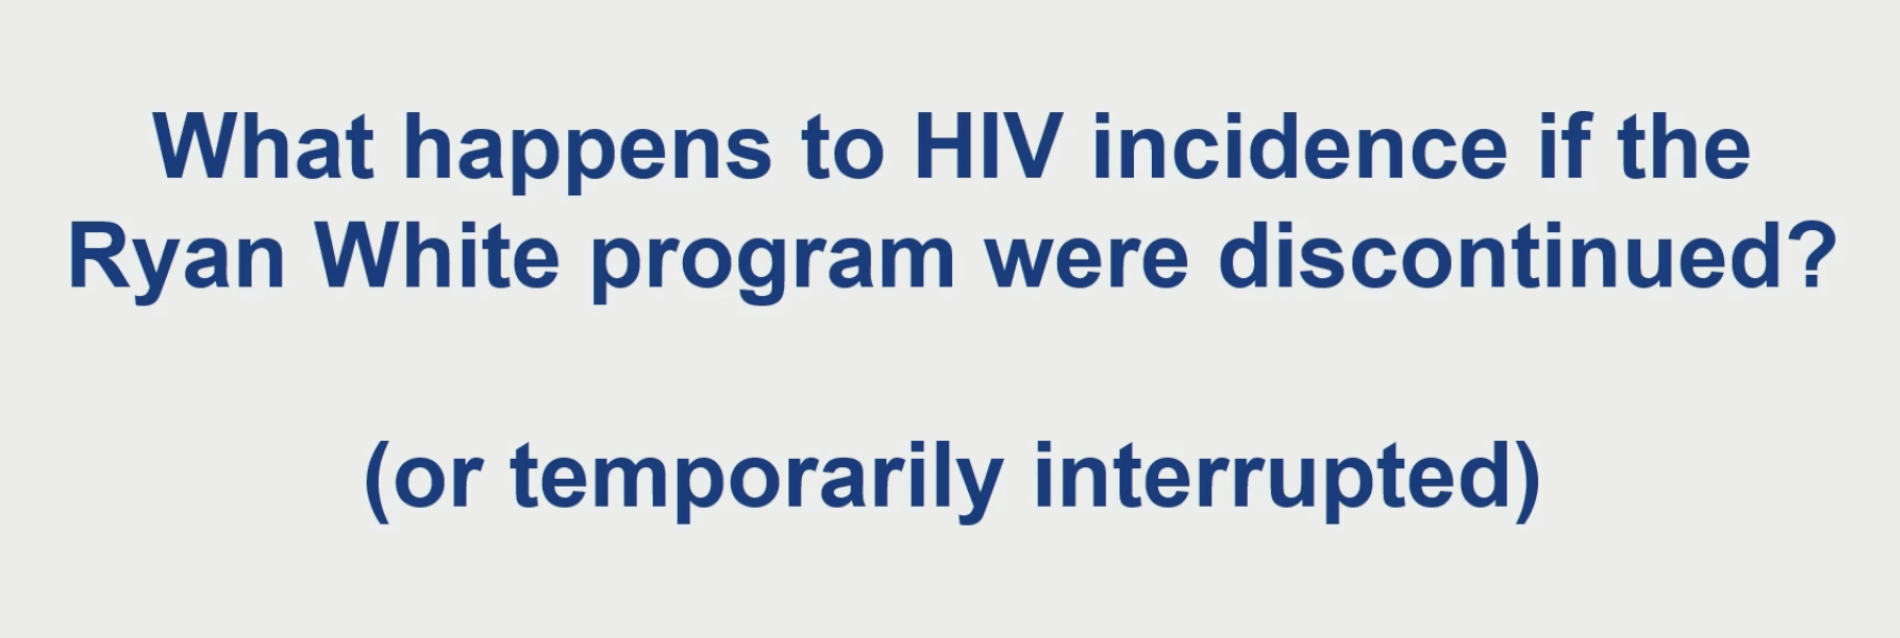 What happens to HIV incidence if the
Ryan White program were discontinued?
(or temporarily interrupted)